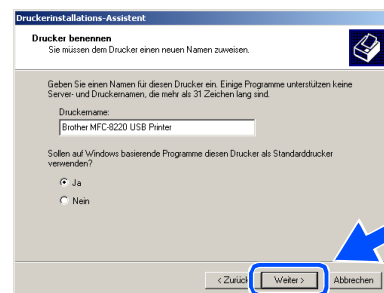 Druckerinstallations-Assistent
Drucker benennen
Sie müssen dem Drucker einen neuen Namen zuweisen.
Geben Sie einen Namen für diesen Drucker ein. Einige Programme unterstützen keine
Server- und Druckernamen, die mehr als 31 Zeichen lang sind.
Druckername:
Brother MFC-8220 USB Printer
Sollen auf Windows basierende Programme diesen Drucker als Standarddrucker
verwenden?
Ja
Nein
< Zurück
Weiter >
Abbrechen